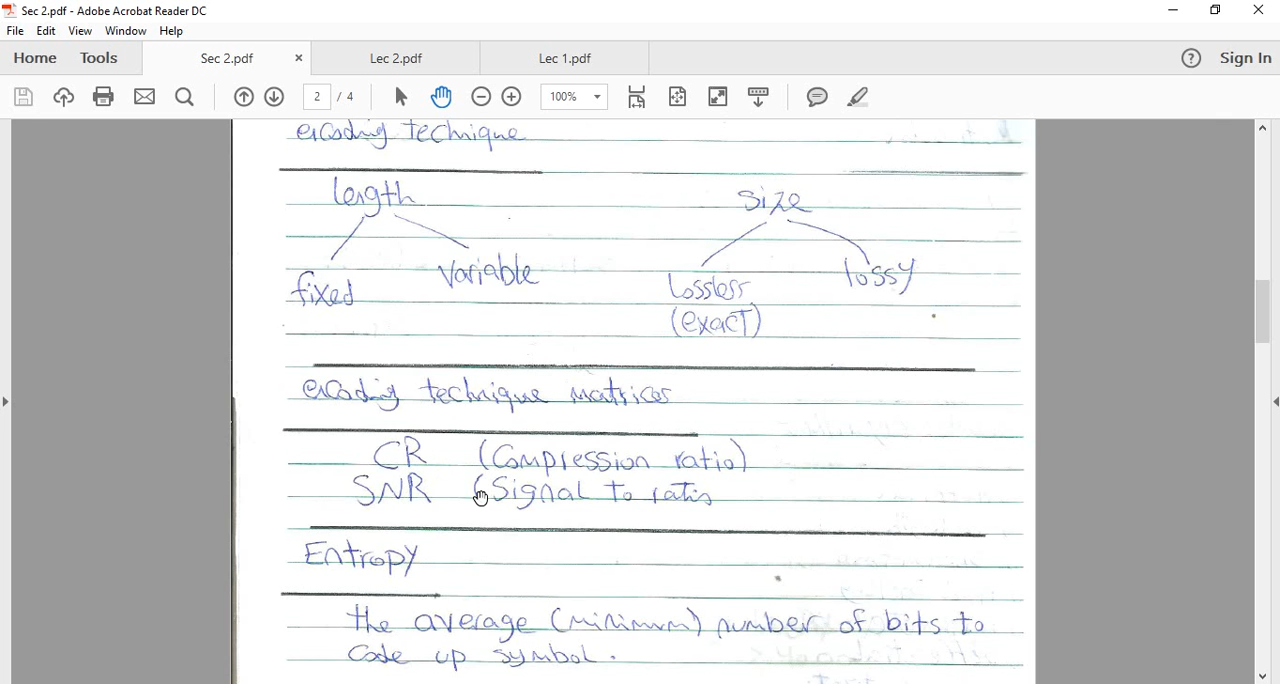 Sec 2.pdf - Adobe Acrobat Reader DC
File Edit View Window Help
Home Tools Sec 2.pdf × Lec 2.pdf Lec 1.pdf ? Sign In
2 / 4 100%
encoding technique
length size
fixed variable lossless lossy
(exact)
encoding technique matrices
CR (Compression ratio)
SNR (Signal to ratio
Entropy
the average (minimum) number of bits to
code up symbol.